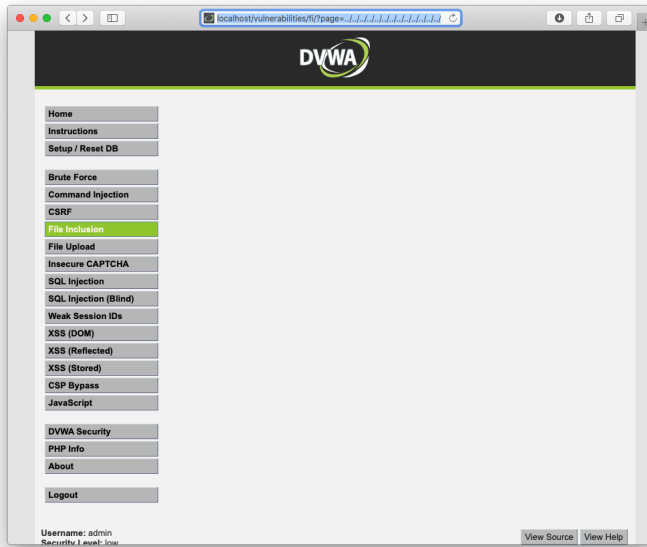 localhost/vulnerabilities/fi/?page=../../../../../../../../../../../../
DVWA
Home
Instructions
Setup / Reset DB
Brute Force
Command Injection
CSRF
File Inclusion
File Upload
Insecure CAPTCHA
SQL Injection
SQL Injection (Blind)
Weak Session IDs
XSS (DOM)
XSS (Reflected)
XSS (Stored)
CSP Bypass
JavaScript
DVWA Security
PHP Info
About
Logout
Username: admin
Security Level: low
View Source View Help